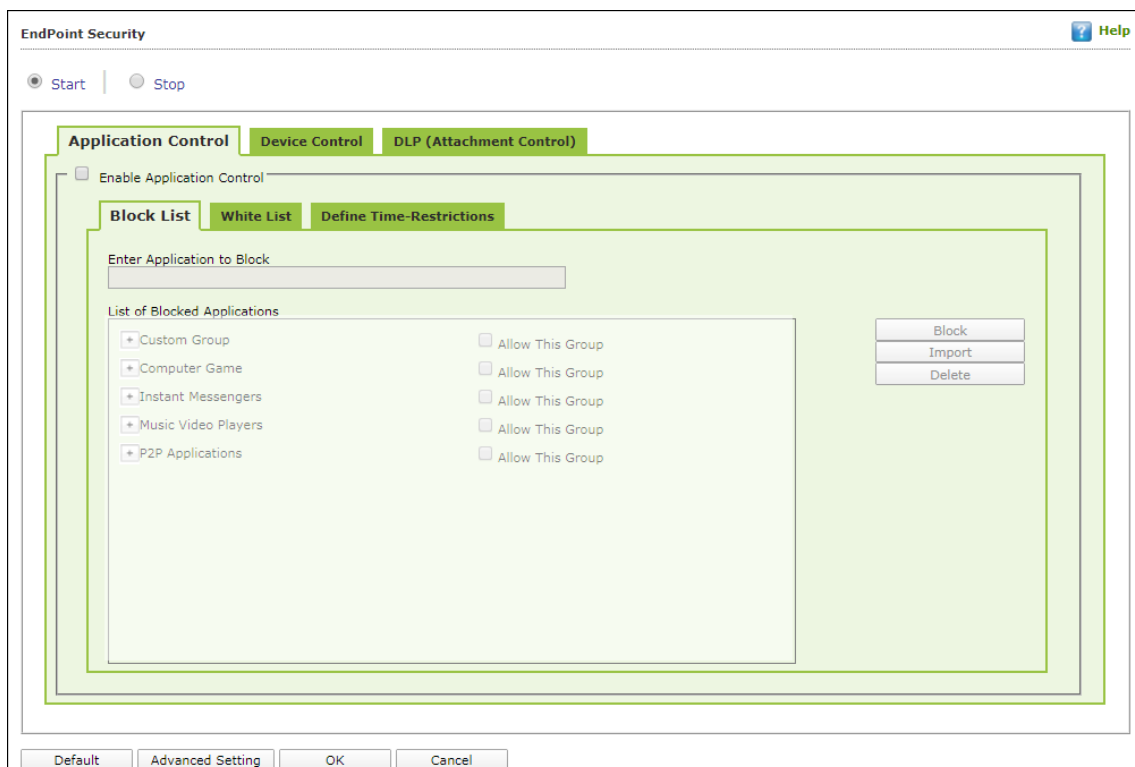 EndPoint Security
? Help
Start Stop
Application Control Device Control DLP (Attachment Control)
Enable Application Control
Block List White List Define Time-Restrictions
Enter Application to Block
List of Blocked Applications
+ Custom Group Allow This Group
+ Computer Game Allow This Group
+ Instant Messengers Allow This Group
+ Music Video Players Allow This Group
+ P2P Applications Allow This Group
Block
Import
Delete
Default Advanced Setting OK Cancel